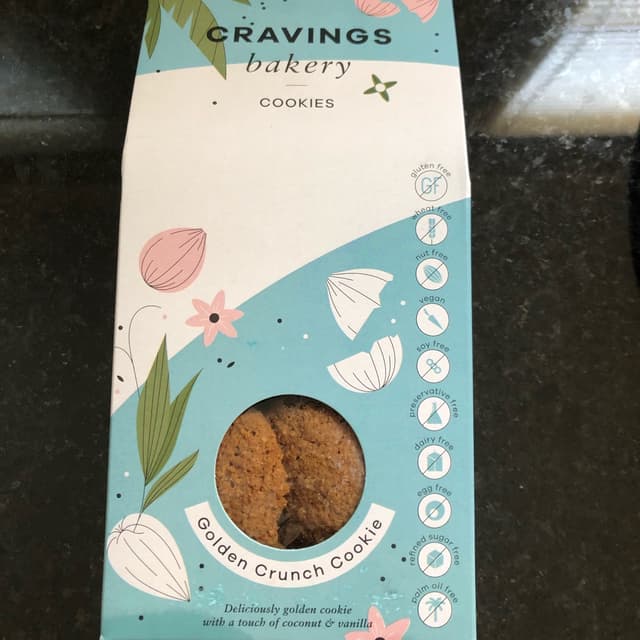 CRAVINGS
bakery
COOKIES
gluten free
GF
wheat free
nut free
vegan
soy free
preservative free
dairy free
egg free
refined sugar free
palm oil free
Golden Crunch Cookie
Deliciously golden cookie
with a touch of coconut & vanilla